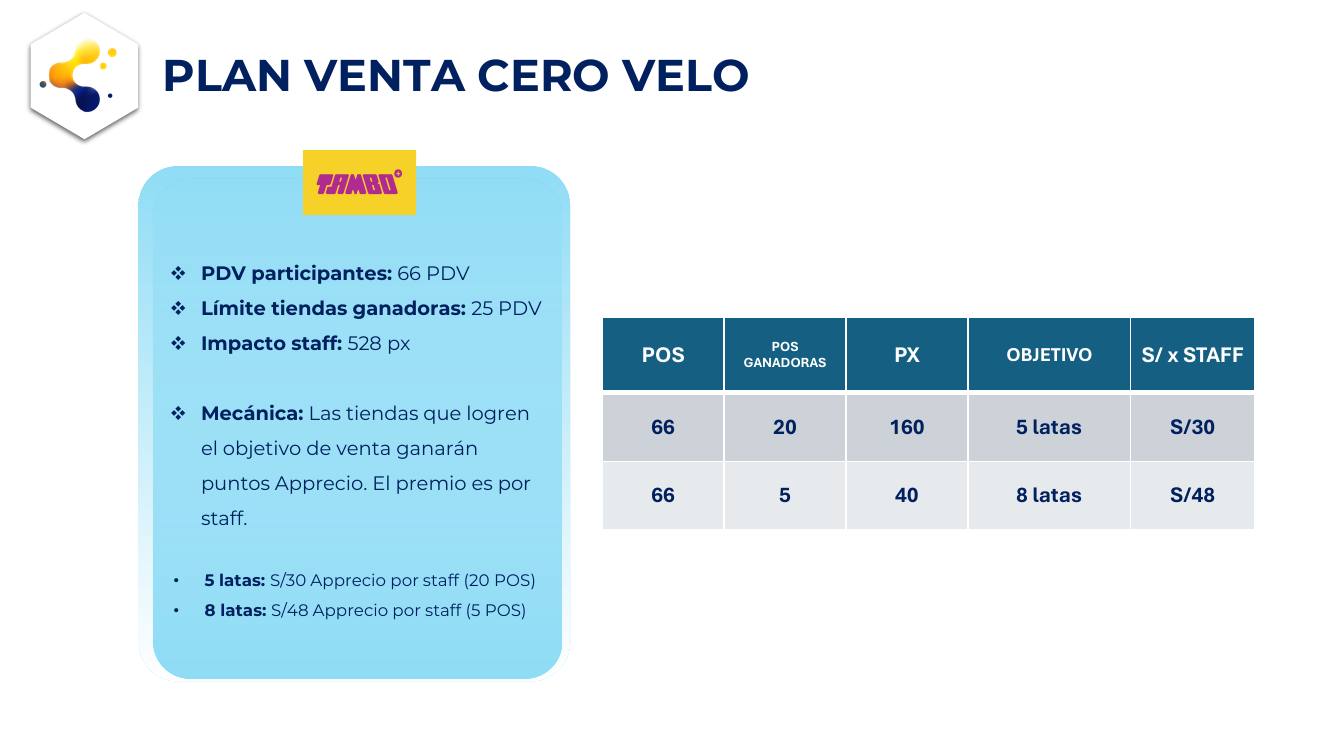 PLAN VENTA CERO VELO
TAMBO+
❖ PDV participantes: 66 PDV
❖ Límite tiendas ganadoras: 25 PDV
❖ Impacto staff: 528 px
❖ Mecánica: Las tiendas que logren
el objetivo de venta ganarán
puntos Apprecio. El premio es por
staff.
• 5 latas: S/30 Apprecio por staff (20 POS)
• 8 latas: S/48 Apprecio por staff (5 POS)
POS POS GANADORAS PX OBJETIVO S/ x STAFF
66 20 160 5 latas S/30
66 5 40 8 latas S/48